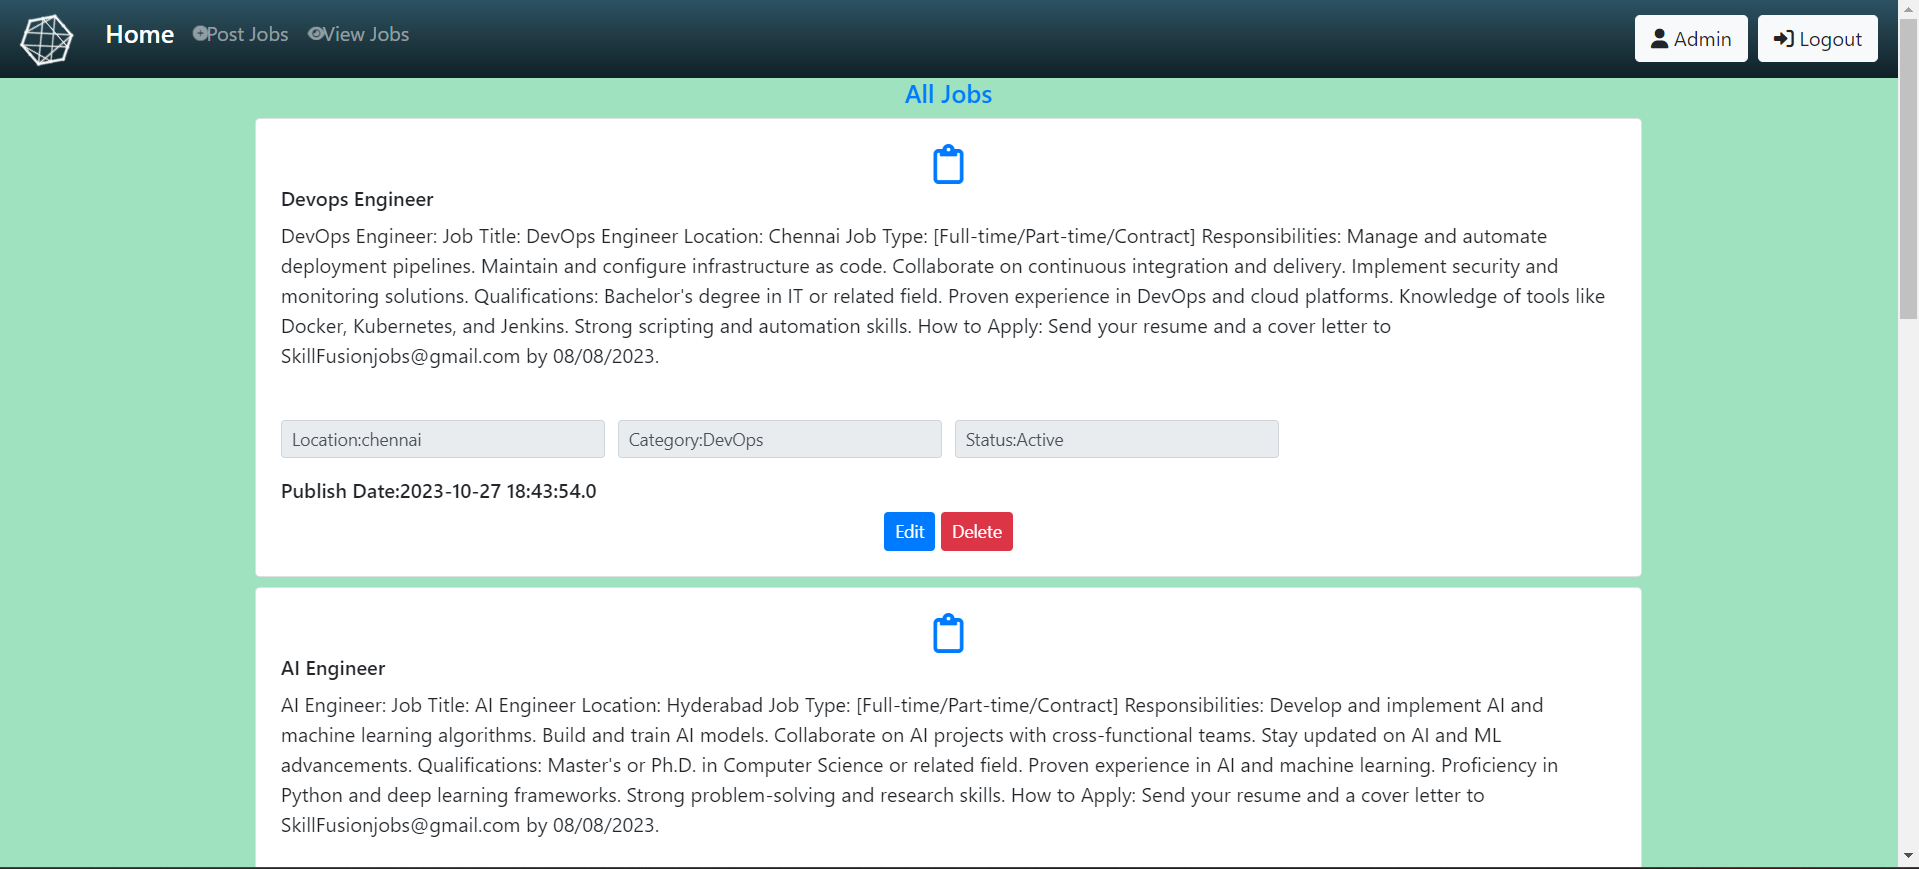 Home Post Jobs View Jobs Admin Logout
All Jobs
Devops Engineer
DevOps Engineer: Job Title: DevOps Engineer Location: Chennai Job Type: [Full-time/Part-time/Contract] Responsibilities: Manage and automate
deployment pipelines. Maintain and configure infrastructure as code. Collaborate on continuous integration and delivery. Implement security and
monitoring solutions. Qualifications: Bachelor's degree in IT or related field. Proven experience in DevOps and cloud platforms. Knowledge of tools like
Docker, Kubernetes, and Jenkins. Strong scripting and automation skills. How to Apply: Send your resume and a cover letter to
SkillFusionjobs@gmail.com by 08/08/2023.
Location:chennai Category:DevOps Status:Active
Publish Date:2023-10-27 18:43:54.0
Edit Delete
AI Engineer
AI Engineer: Job Title: AI Engineer Location: Hyderabad Job Type: [Full-time/Part-time/Contract] Responsibilities: Develop and implement AI and
machine learning algorithms. Build and train AI models. Collaborate on AI projects with cross-functional teams. Stay updated on AI and ML
advancements. Qualifications: Master's or Ph.D. in Computer Science or related field. Proven experience in AI and machine learning. Proficiency in
Python and deep learning frameworks. Strong problem-solving and research skills. How to Apply: Send your resume and a cover letter to
SkillFusionjobs@gmail.com by 08/08/2023.